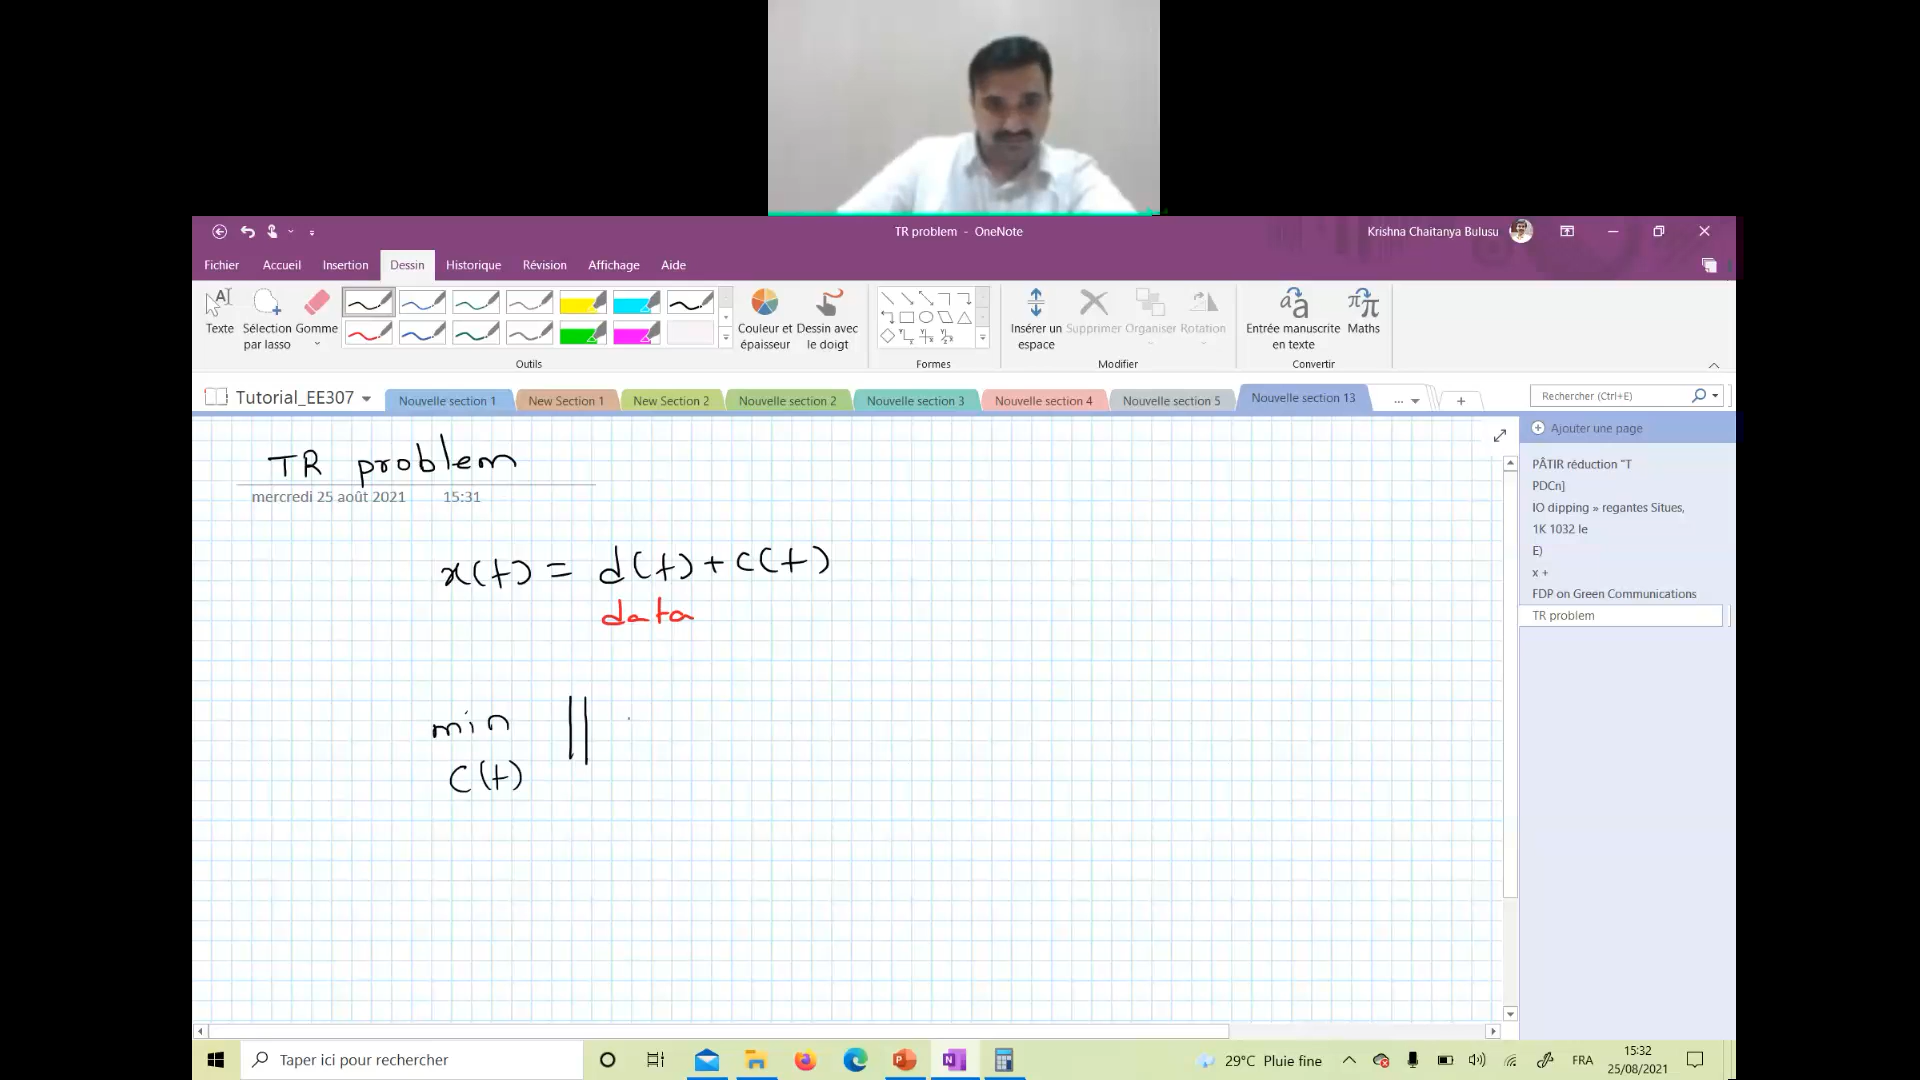 TR problem - OneNote
Krishna Chaitanya Bulusu
Fichier Accueil Insertion Dessin Historique Révision Affichage Aide
Texte
Sélection par lasso
Gomme
Couleur et épaisseur
Dessin avec le doigt
Insérer un espace
Supprimer
Organiser
Rotation
Entrée manuscrite en texte
Maths
Outils
Formes
Modifier
Convertir
Tutorial_EE307
Nouvelle section 1
New Section 1
New Section 2
Nouvelle section 2
Nouvelle section 3
Nouvelle section 4
Nouvelle section 5
Nouvelle section 13
...
Rechercher (Ctrl+E)
Ajouter une page
PÂTIR réduction "T
PDCn]
IO dipping » regantes Situes,
1K 1032 le
E)
x +
FDP on Green Communications
TR problem
TR problem
mercredi 25 août 2021 15:31
x(t) = d(t) + c(t)
data
min ||
c(t)
Taper ici pour rechercher
29°C Pluie fine
FRA
15:32
25/08/2021